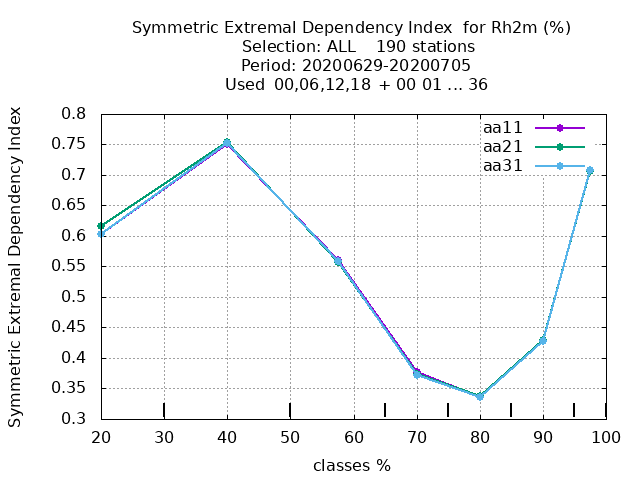 Symmetric Extremal Dependency Index  for Rh2m (%)
Selection: ALL    190 stations
Period: 20200629-20200705
Used  00,06,12,18 + 00 01 ... 36
Symmetric Extremal Dependency Index
0.8
0.75
0.7
0.65
0.6
0.55
0.5
0.45
0.4
0.35
0.3
aa11
aa21
aa31
20 30 40 50 60 70 80 90 100
classes %